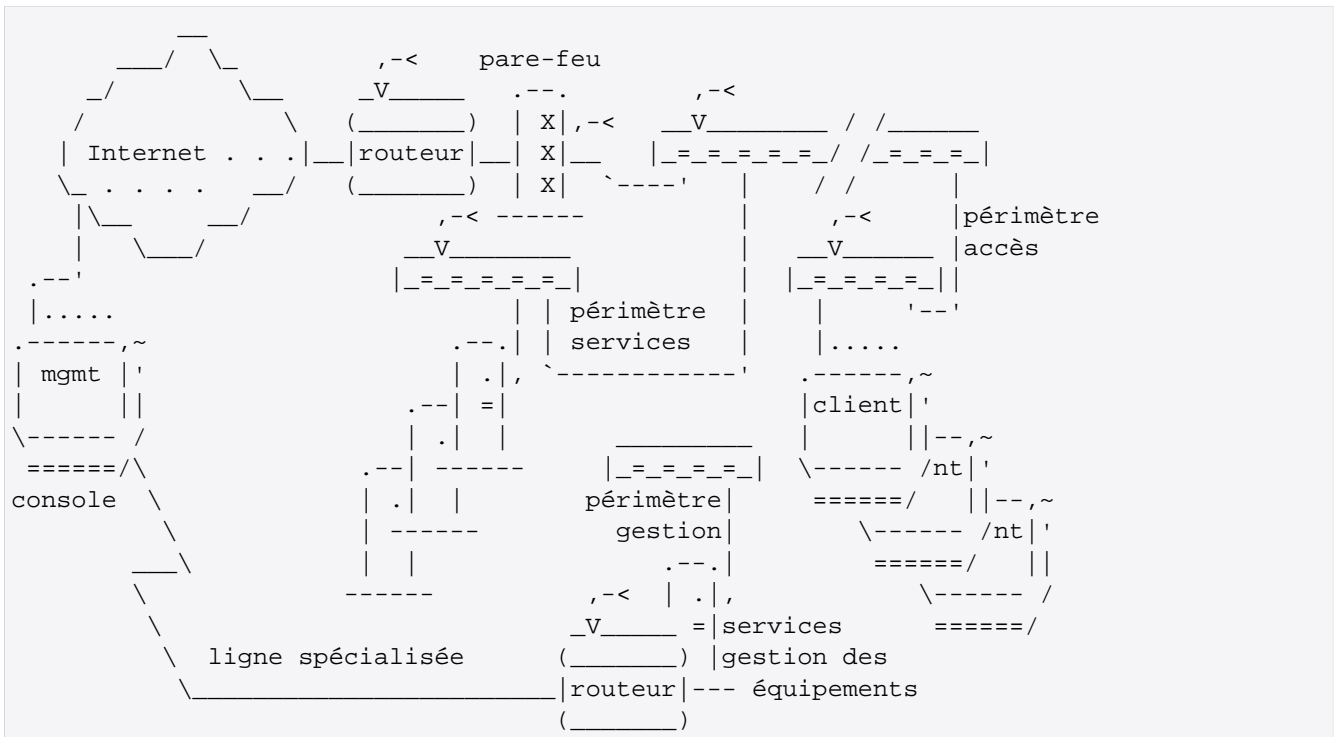 pare-feu
Internet . . .
routeur
périmètre
accès
périmètre
services
mgmt
client
nt
console
périmètre
gestion
nt
services
ligne spécialisée
gestion des
routeur
équipements